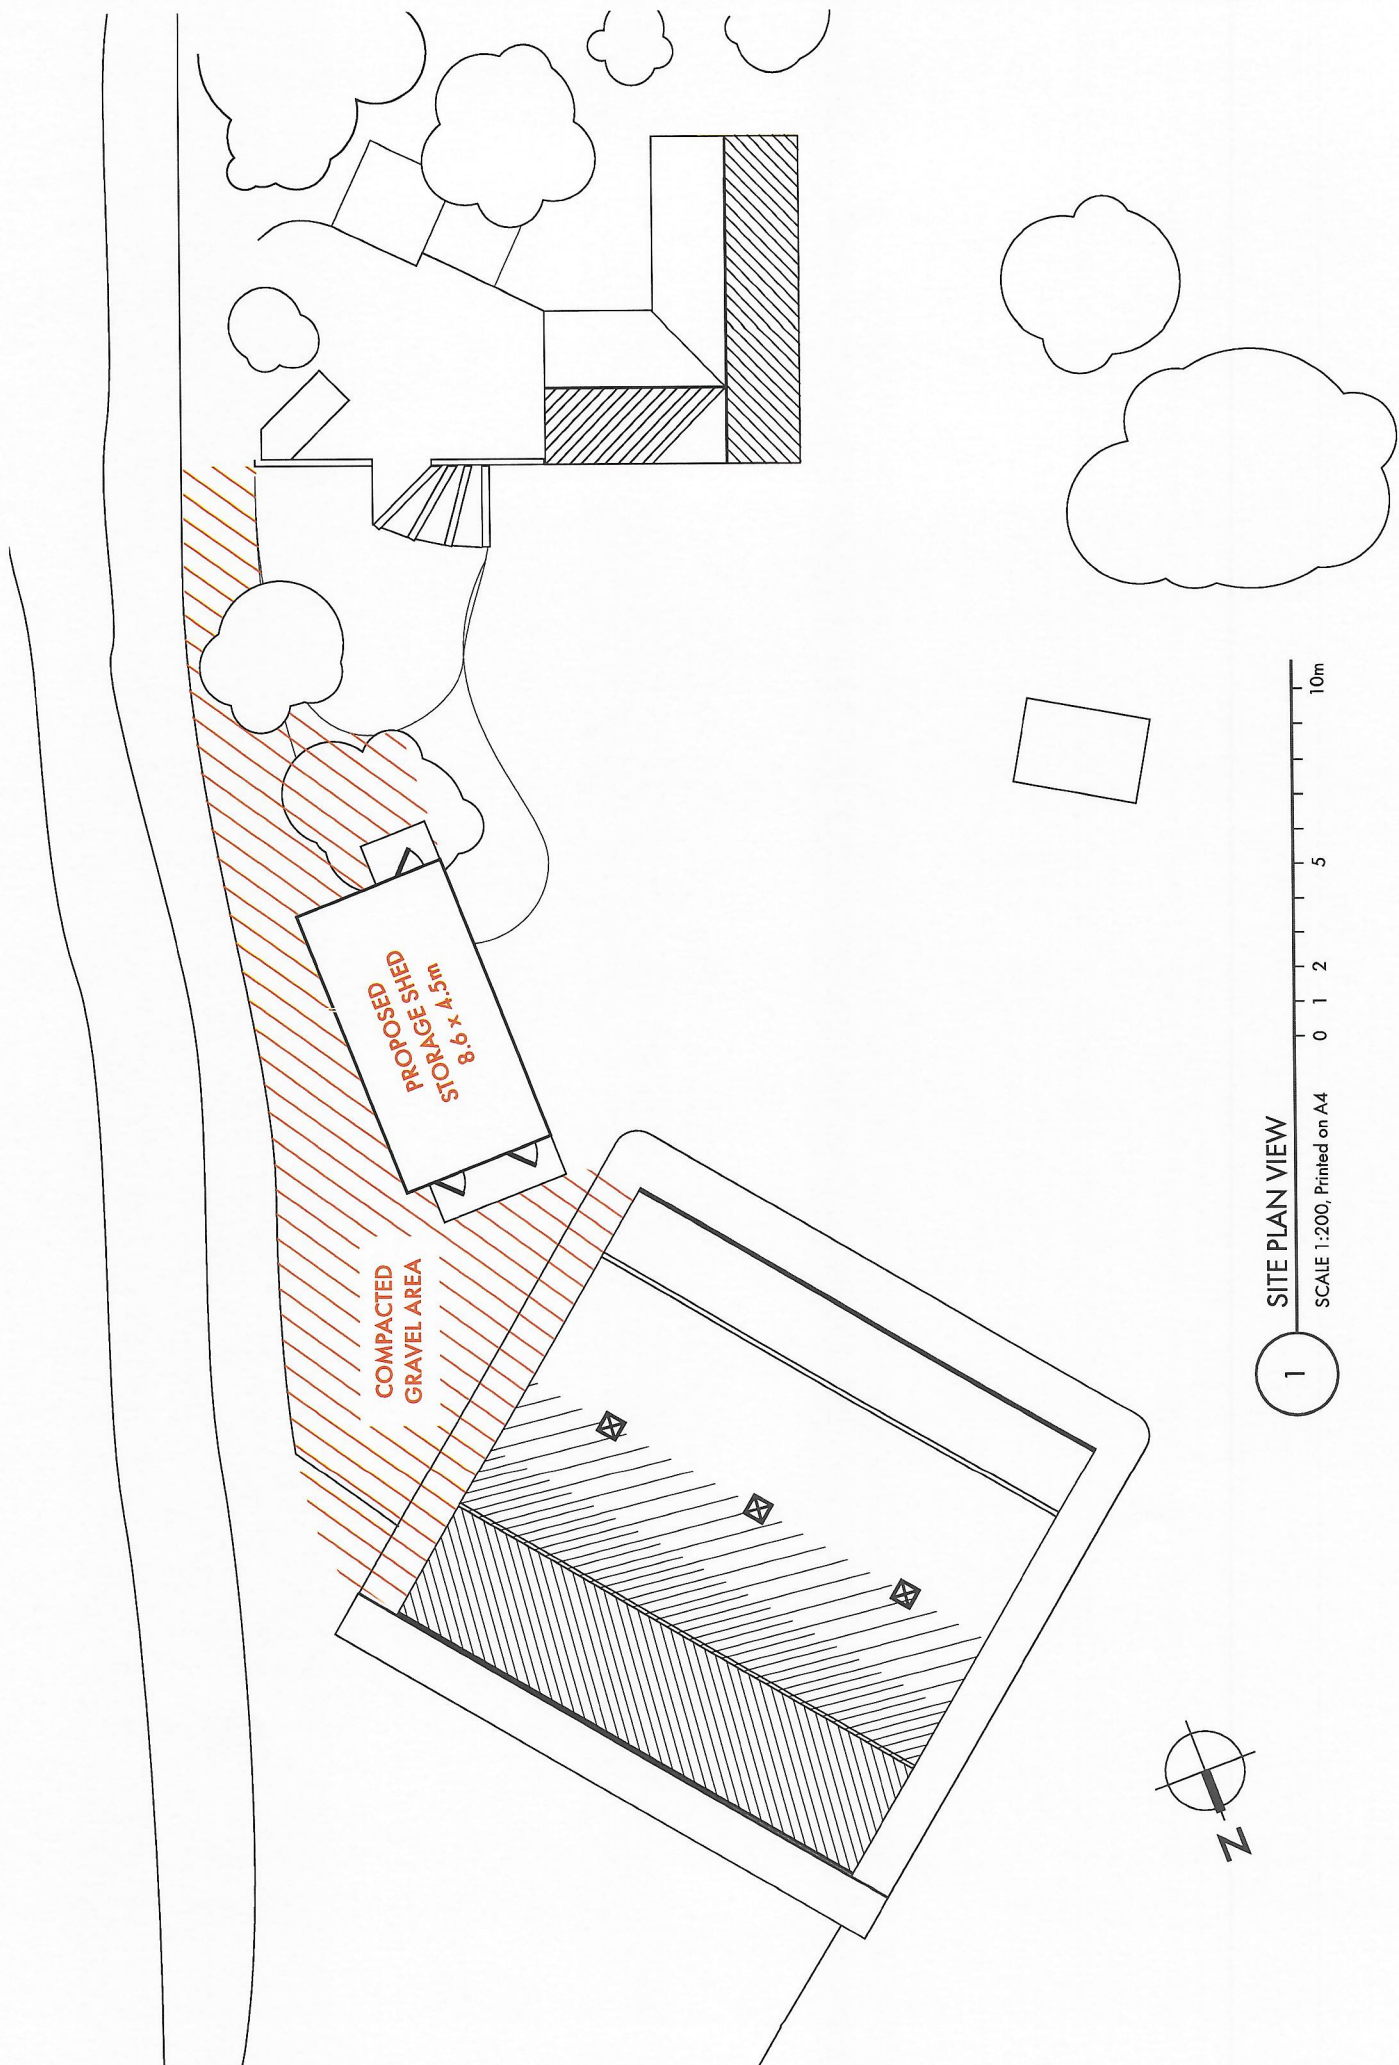 PROPOSED
STORAGE SHED
8.6 x 4.5m
COMPACTED
GRAVEL AREA
1
SITE PLAN VIEW
SCALE 1:200, Printed on A4
0 1 2 5 10m
N